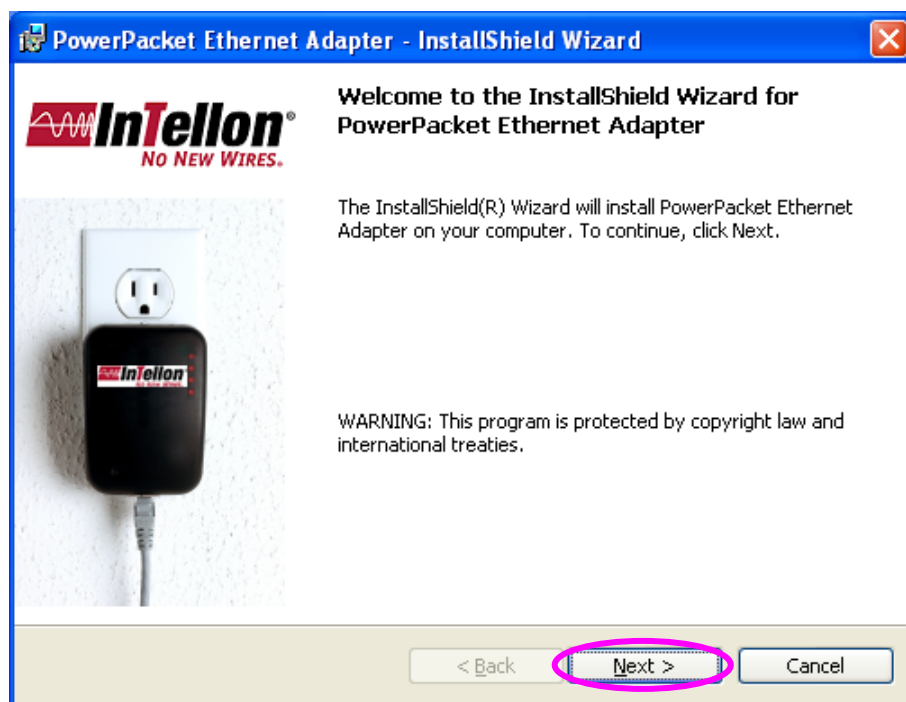 PowerPacket Ethernet Adapter - InstallShield Wizard
InTellon®
NO NEW WIRES.
Welcome to the InstallShield Wizard for
PowerPacket Ethernet Adapter
The InstallShield(R) Wizard will install PowerPacket Ethernet
Adapter on your computer. To continue, click Next.
InTellon
WARNING: This program is protected by copyright law and
international treaties.
< Back
Next >
Cancel